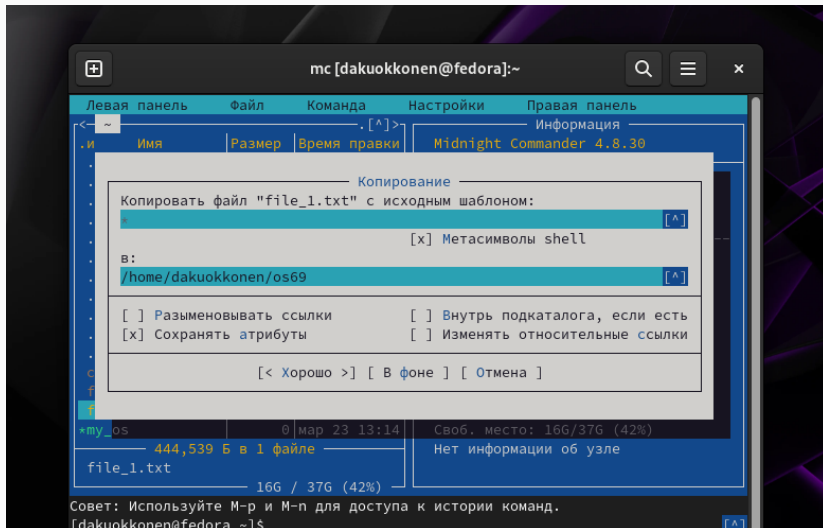 mc [dakuokkonen@fedora]:~
Левая панель Файл Команда Настройки Правая панель
<— ~ .[^]> Информация
.и Имя Размер Время правки Midnight Commander 4.8.30
Копирование
Копировать файл "file_1.txt" с исходным шаблоном:
* [^]
[x] Метасимволы shell
в:
/home/dakuokkonen/os69 [^]
[ ] Разыменовывать ссылки [ ] Внутрь подкаталога, если есть
[x] Сохранять атрибуты [ ] Изменять относительные ссылки
[< Хорошо >] [ В фоне ] [ Отмена ]
*my_os 0 мар 23 13:14 Своб. место: 16G/37G (42%)
444,539 Б в 1 файле Нет информации об узле
file_1.txt
16G / 37G (42%)
Совет: Используйте M-p и M-n для доступа к истории команд.
[dakuokkonen@fedora ~]$ [^]